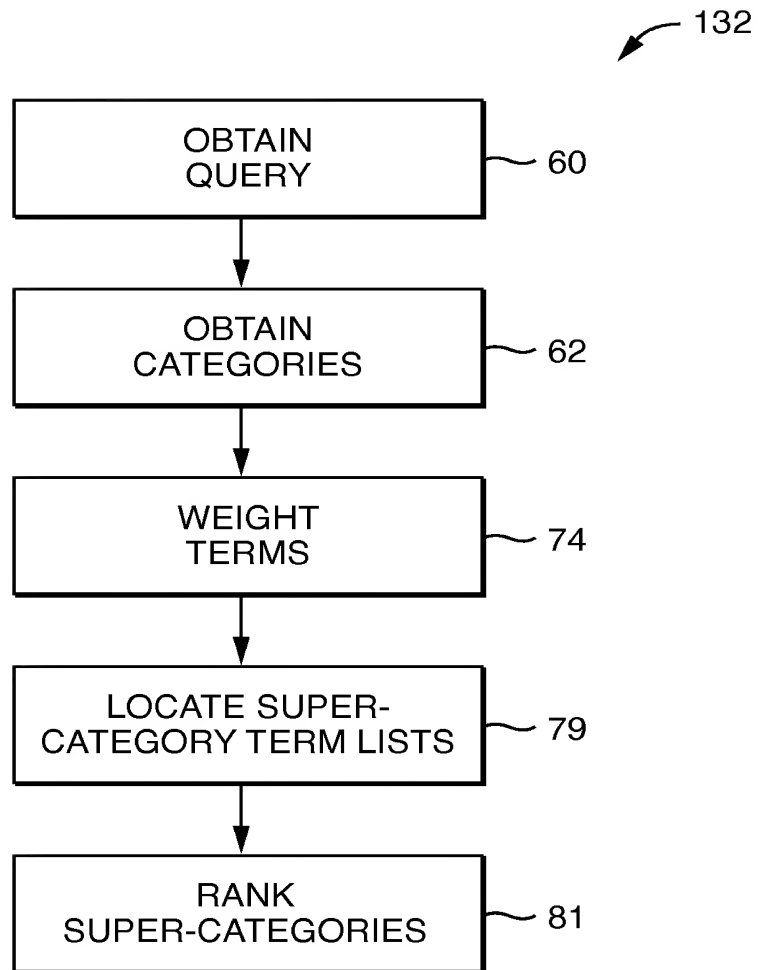 132
OBTAIN
QUERY
60
OBTAIN
CATEGORIES
62
WEIGHT
TERMS
74
LOCATE SUPER-
CATEGORY TERM LISTS
79
RANK
SUPER-CATEGORIES
81